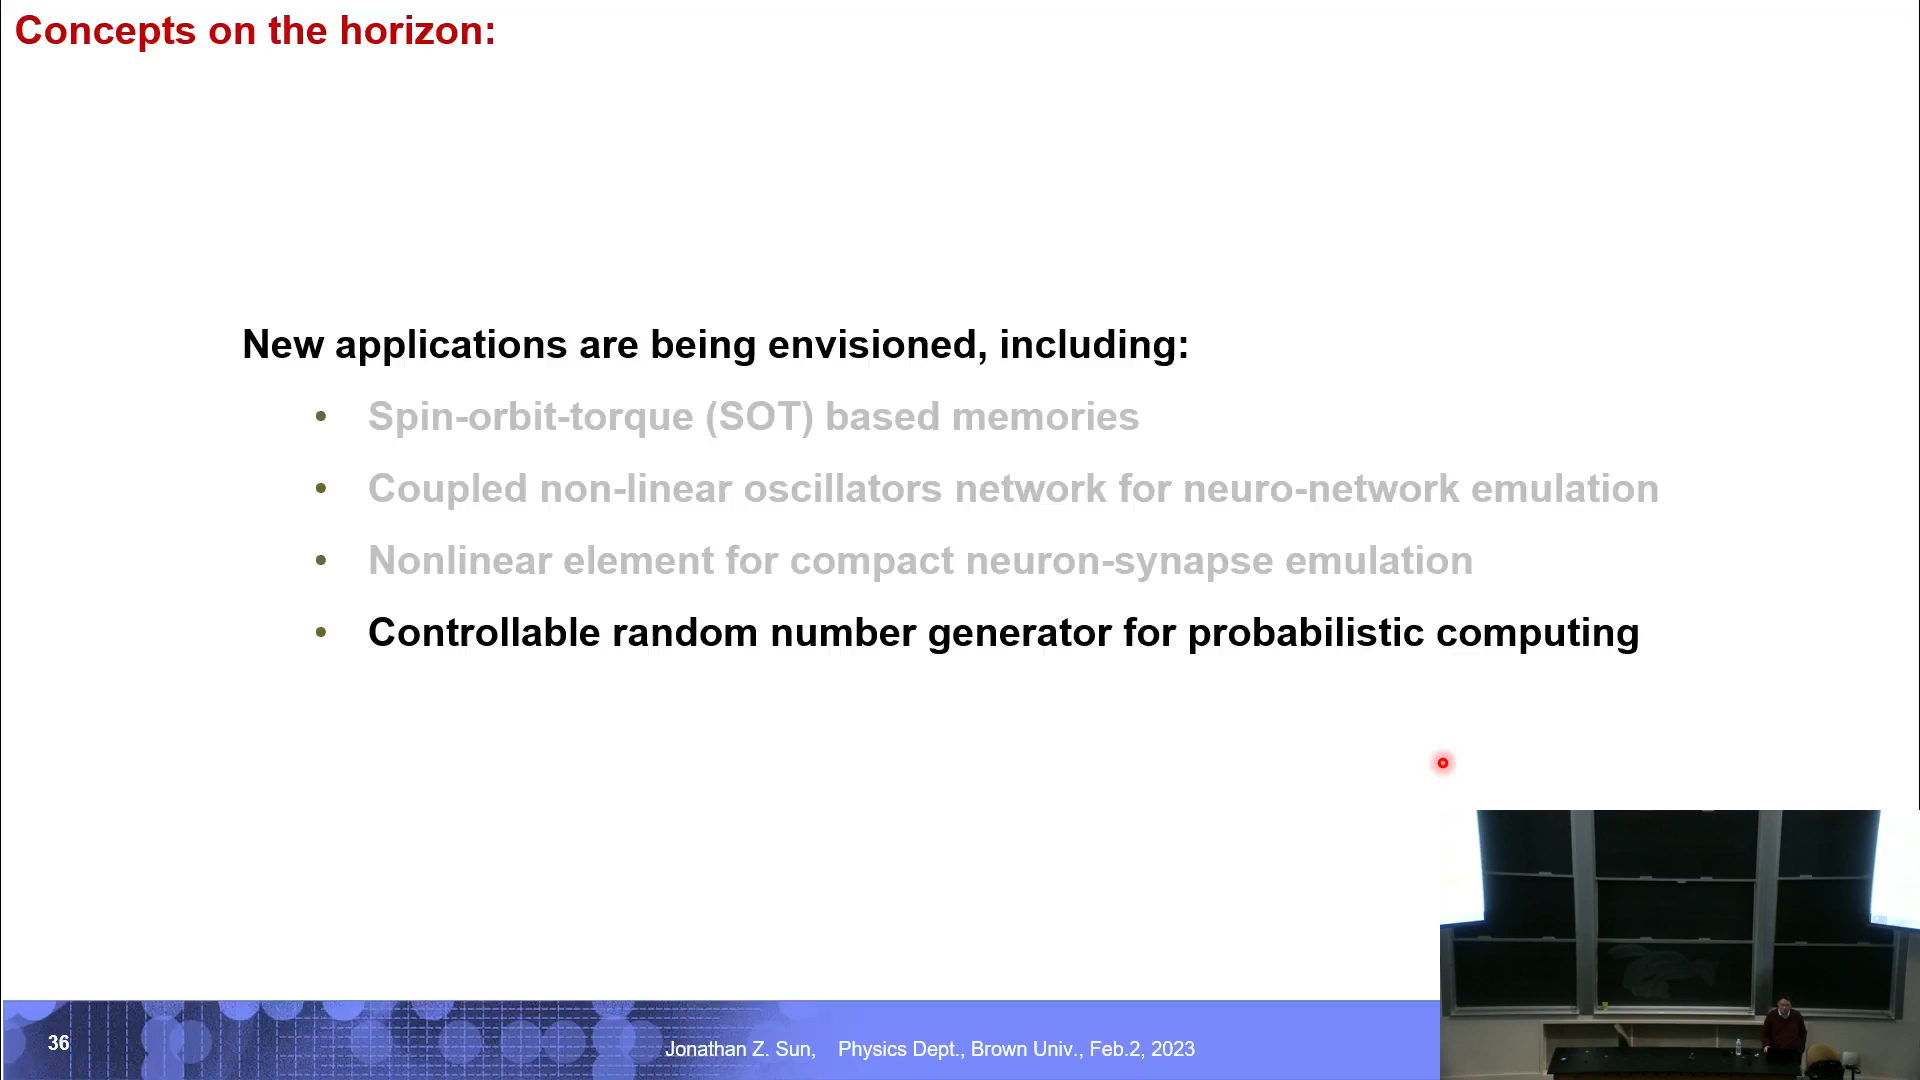 Concepts on the horizon:
New applications are being envisioned, including:
• Spin-orbit-torque (SOT) based memories
• Coupled non-linear oscillators network for neuro-network emulation
• Nonlinear element for compact neuron-synapse emulation
• Controllable random number generator for probabilistic computing
36
Jonathan Z. Sun, Physics Dept., Brown Univ., Feb.2, 2023